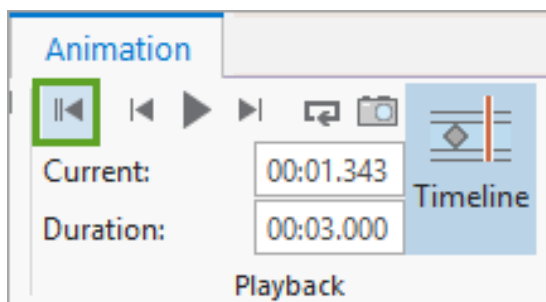 Animation
Current: 00:01.343
Timeline
Duration: 00:03.000
Playback